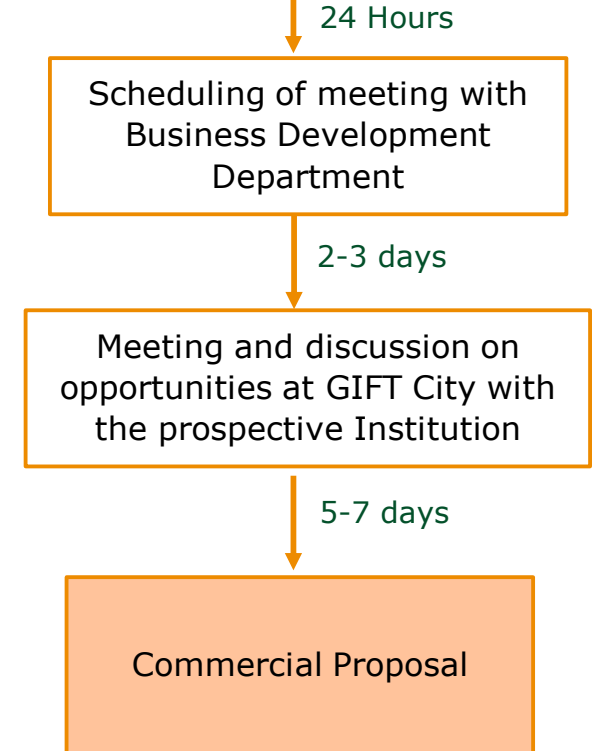 24 Hours
Scheduling of meeting with
Business Development
Department
2-3 days
Meeting and discussion on
opportunities at GIFT City with
the prospective Institution
5-7 days
Commercial Proposal